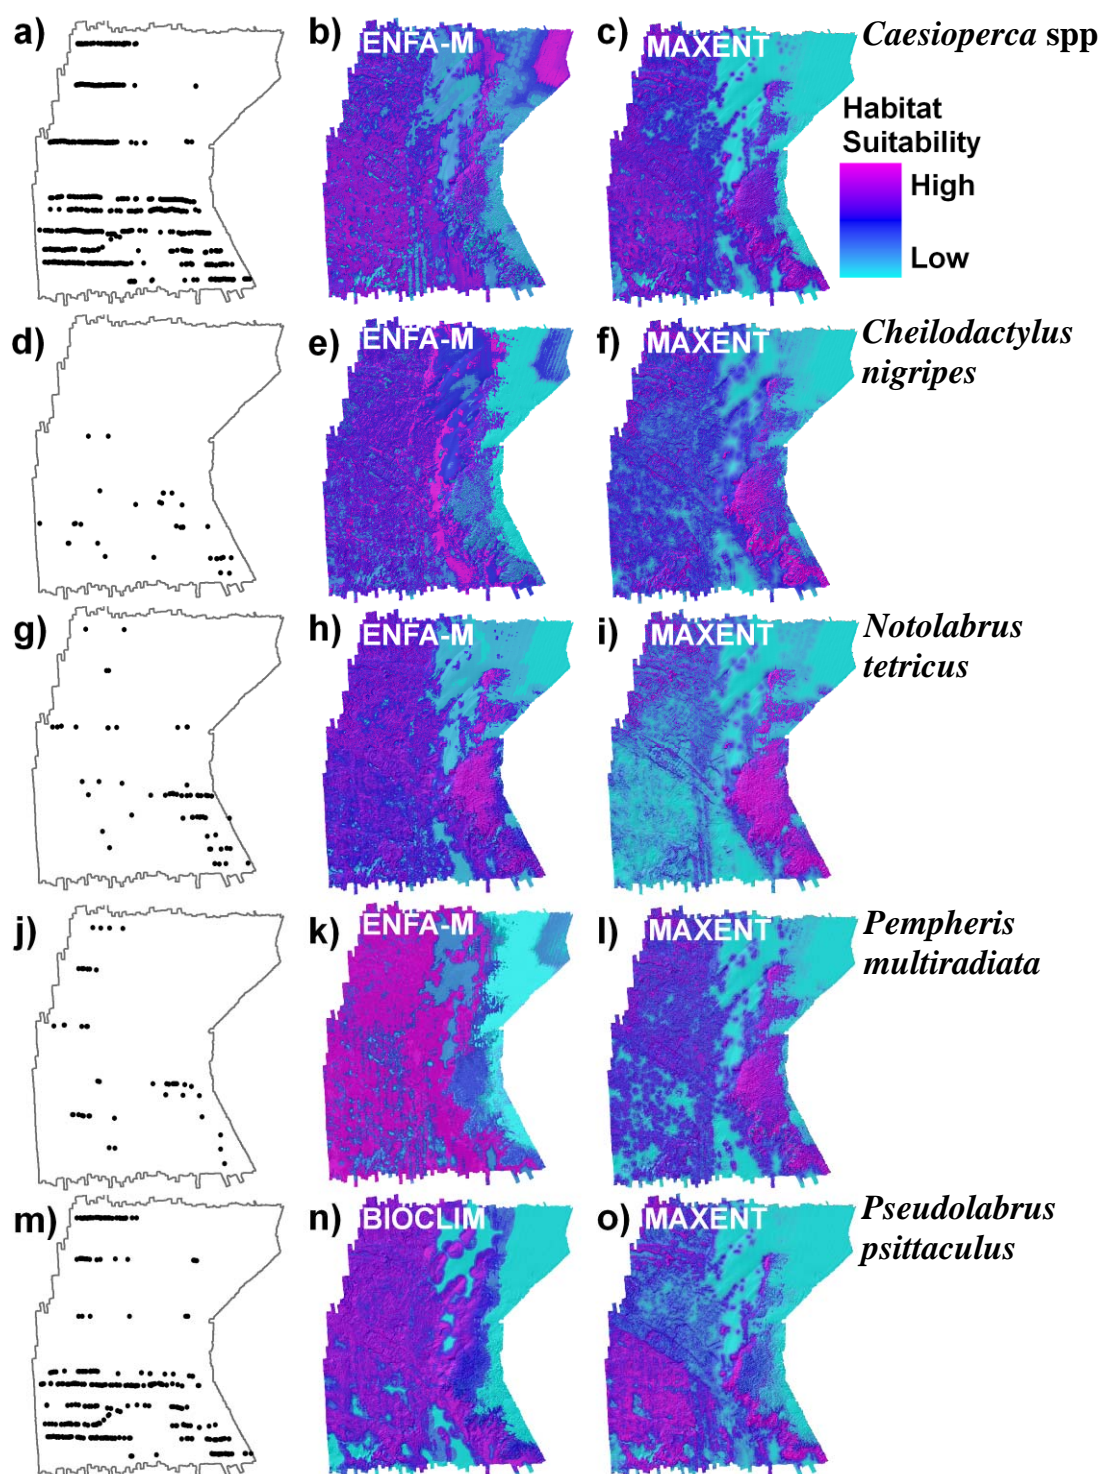 a)
b)
ENFA-M
c)
MAXENT
Caesioperca spp
Habitat
Suitability
High
Low
d)
e)
ENFA-M
f)
MAXENT
Cheilodactylus
nigripes
g)
h)
ENFA-M
i)
MAXENT
Notolabrus
tetricus
j)
k)
ENFA-M
l)
MAXENT
Pempheris
multiradiata
m)
n)
BIOCLIM
o)
MAXENT
Pseudolabrus
psittaculus